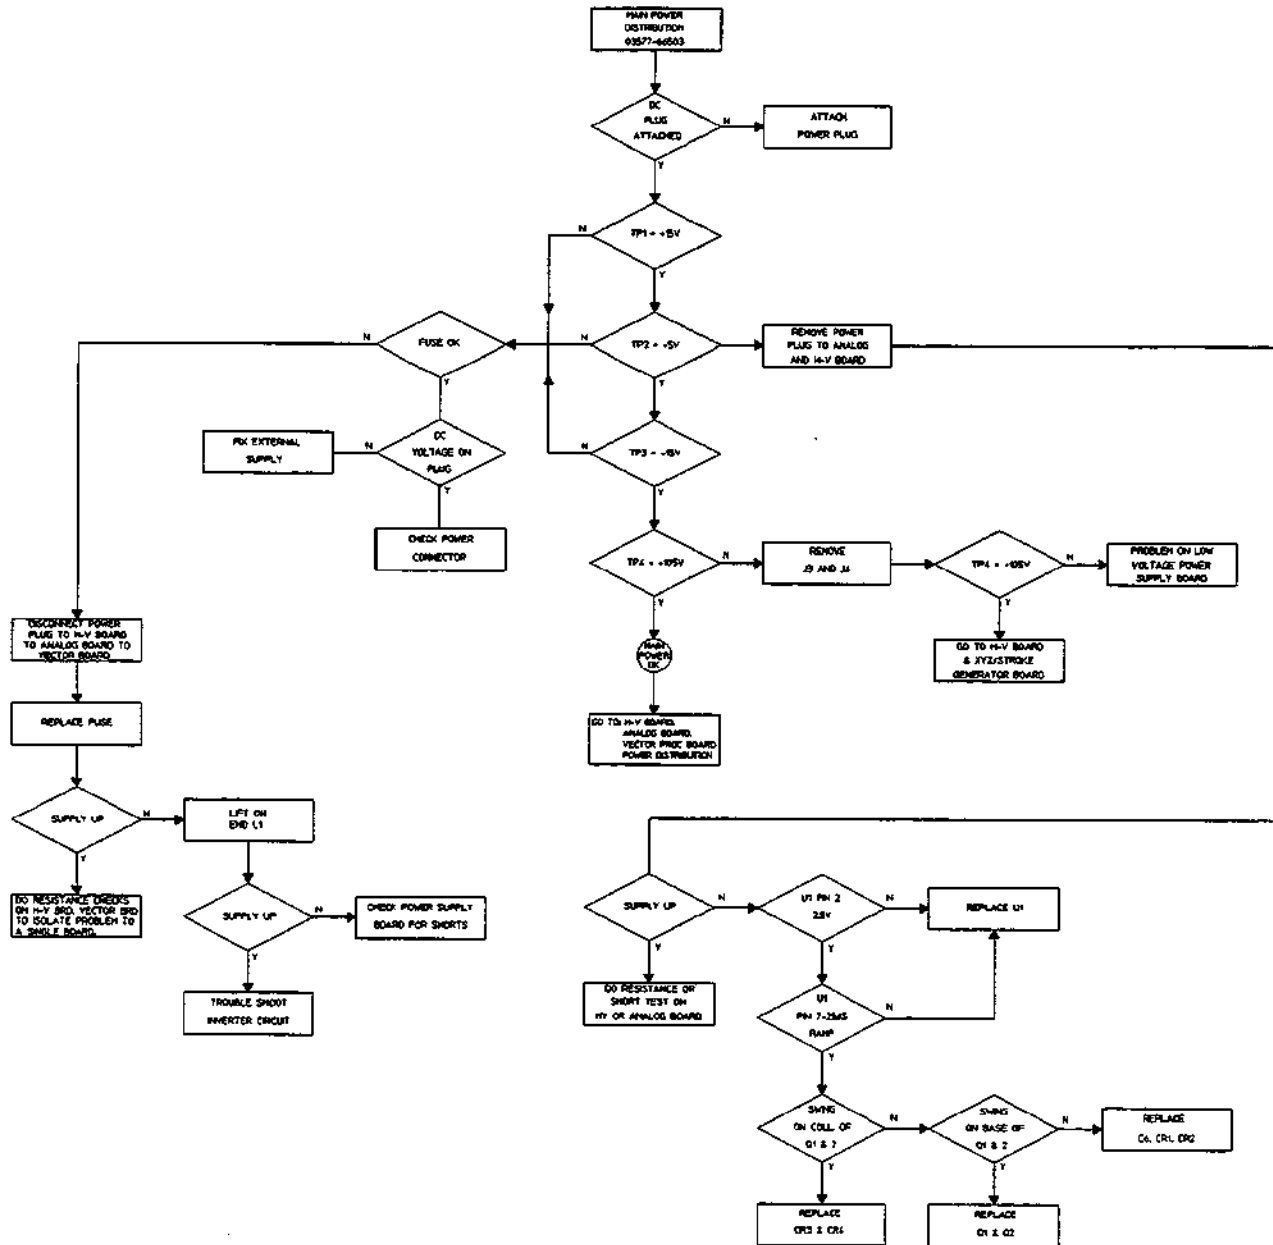 MAIN POWER
DISTRIBUTION
03577-66503
DC
PLUG
ATTACHED
N
ATTACH
POWER PLUG
Y
N
TP1 = +15V
Y
N
FUSE OK
N
TP2 = -5V
REMOVE POWER
PLUG TO ANALOG
AND H-V BOARD
Y
Y
FIX EXTERNAL
SUPPLY
N
DC
VOLTAGE ON
PLUG
N
TP3 = -15V
Y
Y
CHECK POWER
CONNECTOR
TP4 = +105V
N
REMOVE
J3 AND J4
TP4 = +105V
N
PROBLEM ON LOW
VOLTAGE POWER
SUPPLY BOARD
Y
Y
DISCONNECT POWER
PLUG TO H-V BOARD
TO ANALOG BOARD TO
VECTOR BOARD
MAIN
POWER
OK
GO TO H-V BOARD
& XYZ/STROKE
GENERATOR BOARD
REPLACE FUSE
GO TO H-V BOARD,
ANALOG BOARD,
VECTOR PROC BOARD
POWER DISTRIBUTION
SUPPLY UP
N
LIFT ON
END L1
Y
DO RESISTANCE CHECKS
ON H-V BRD, VECTOR BRD
TO ISOLATE PROBLEM TO
A SINGLE BOARD.
SUPPLY UP
N
CHECK POWER SUPPLY
BOARD FOR SHORTS
Y
TROUBLE SHOOT
INVERTER CIRCUIT
SUPPLY UP
N
U1 PIN 2
2.5V
N
REPLACE U1
Y
Y
DO RESISTANCE OR
SHORT TEST ON
HV OR ANALOG BOARD
U1
PIN 7-25MS
RAMP
N
Y
SWING
ON COLL OF
Q1 & 2
N
SWING
ON BASE OF
Q1 & 2
N
REPLACE
C6, CR1, CR2
Y
Y
REPLACE
CR3 & CR4
REPLACE
Q1 & Q2